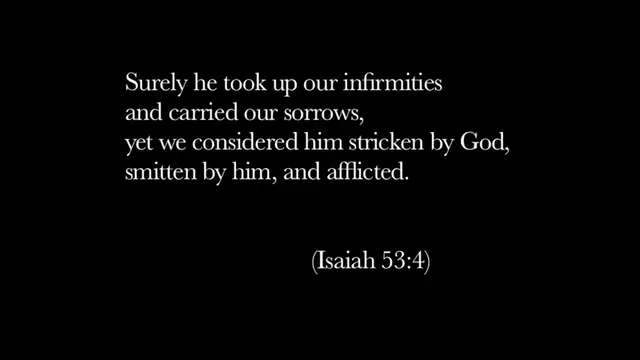 Surely he took up our infirmities
and carried our sorrows,
yet we considered him stricken by God,
smitten by him, and afflicted.
(Isaiah 53:4)